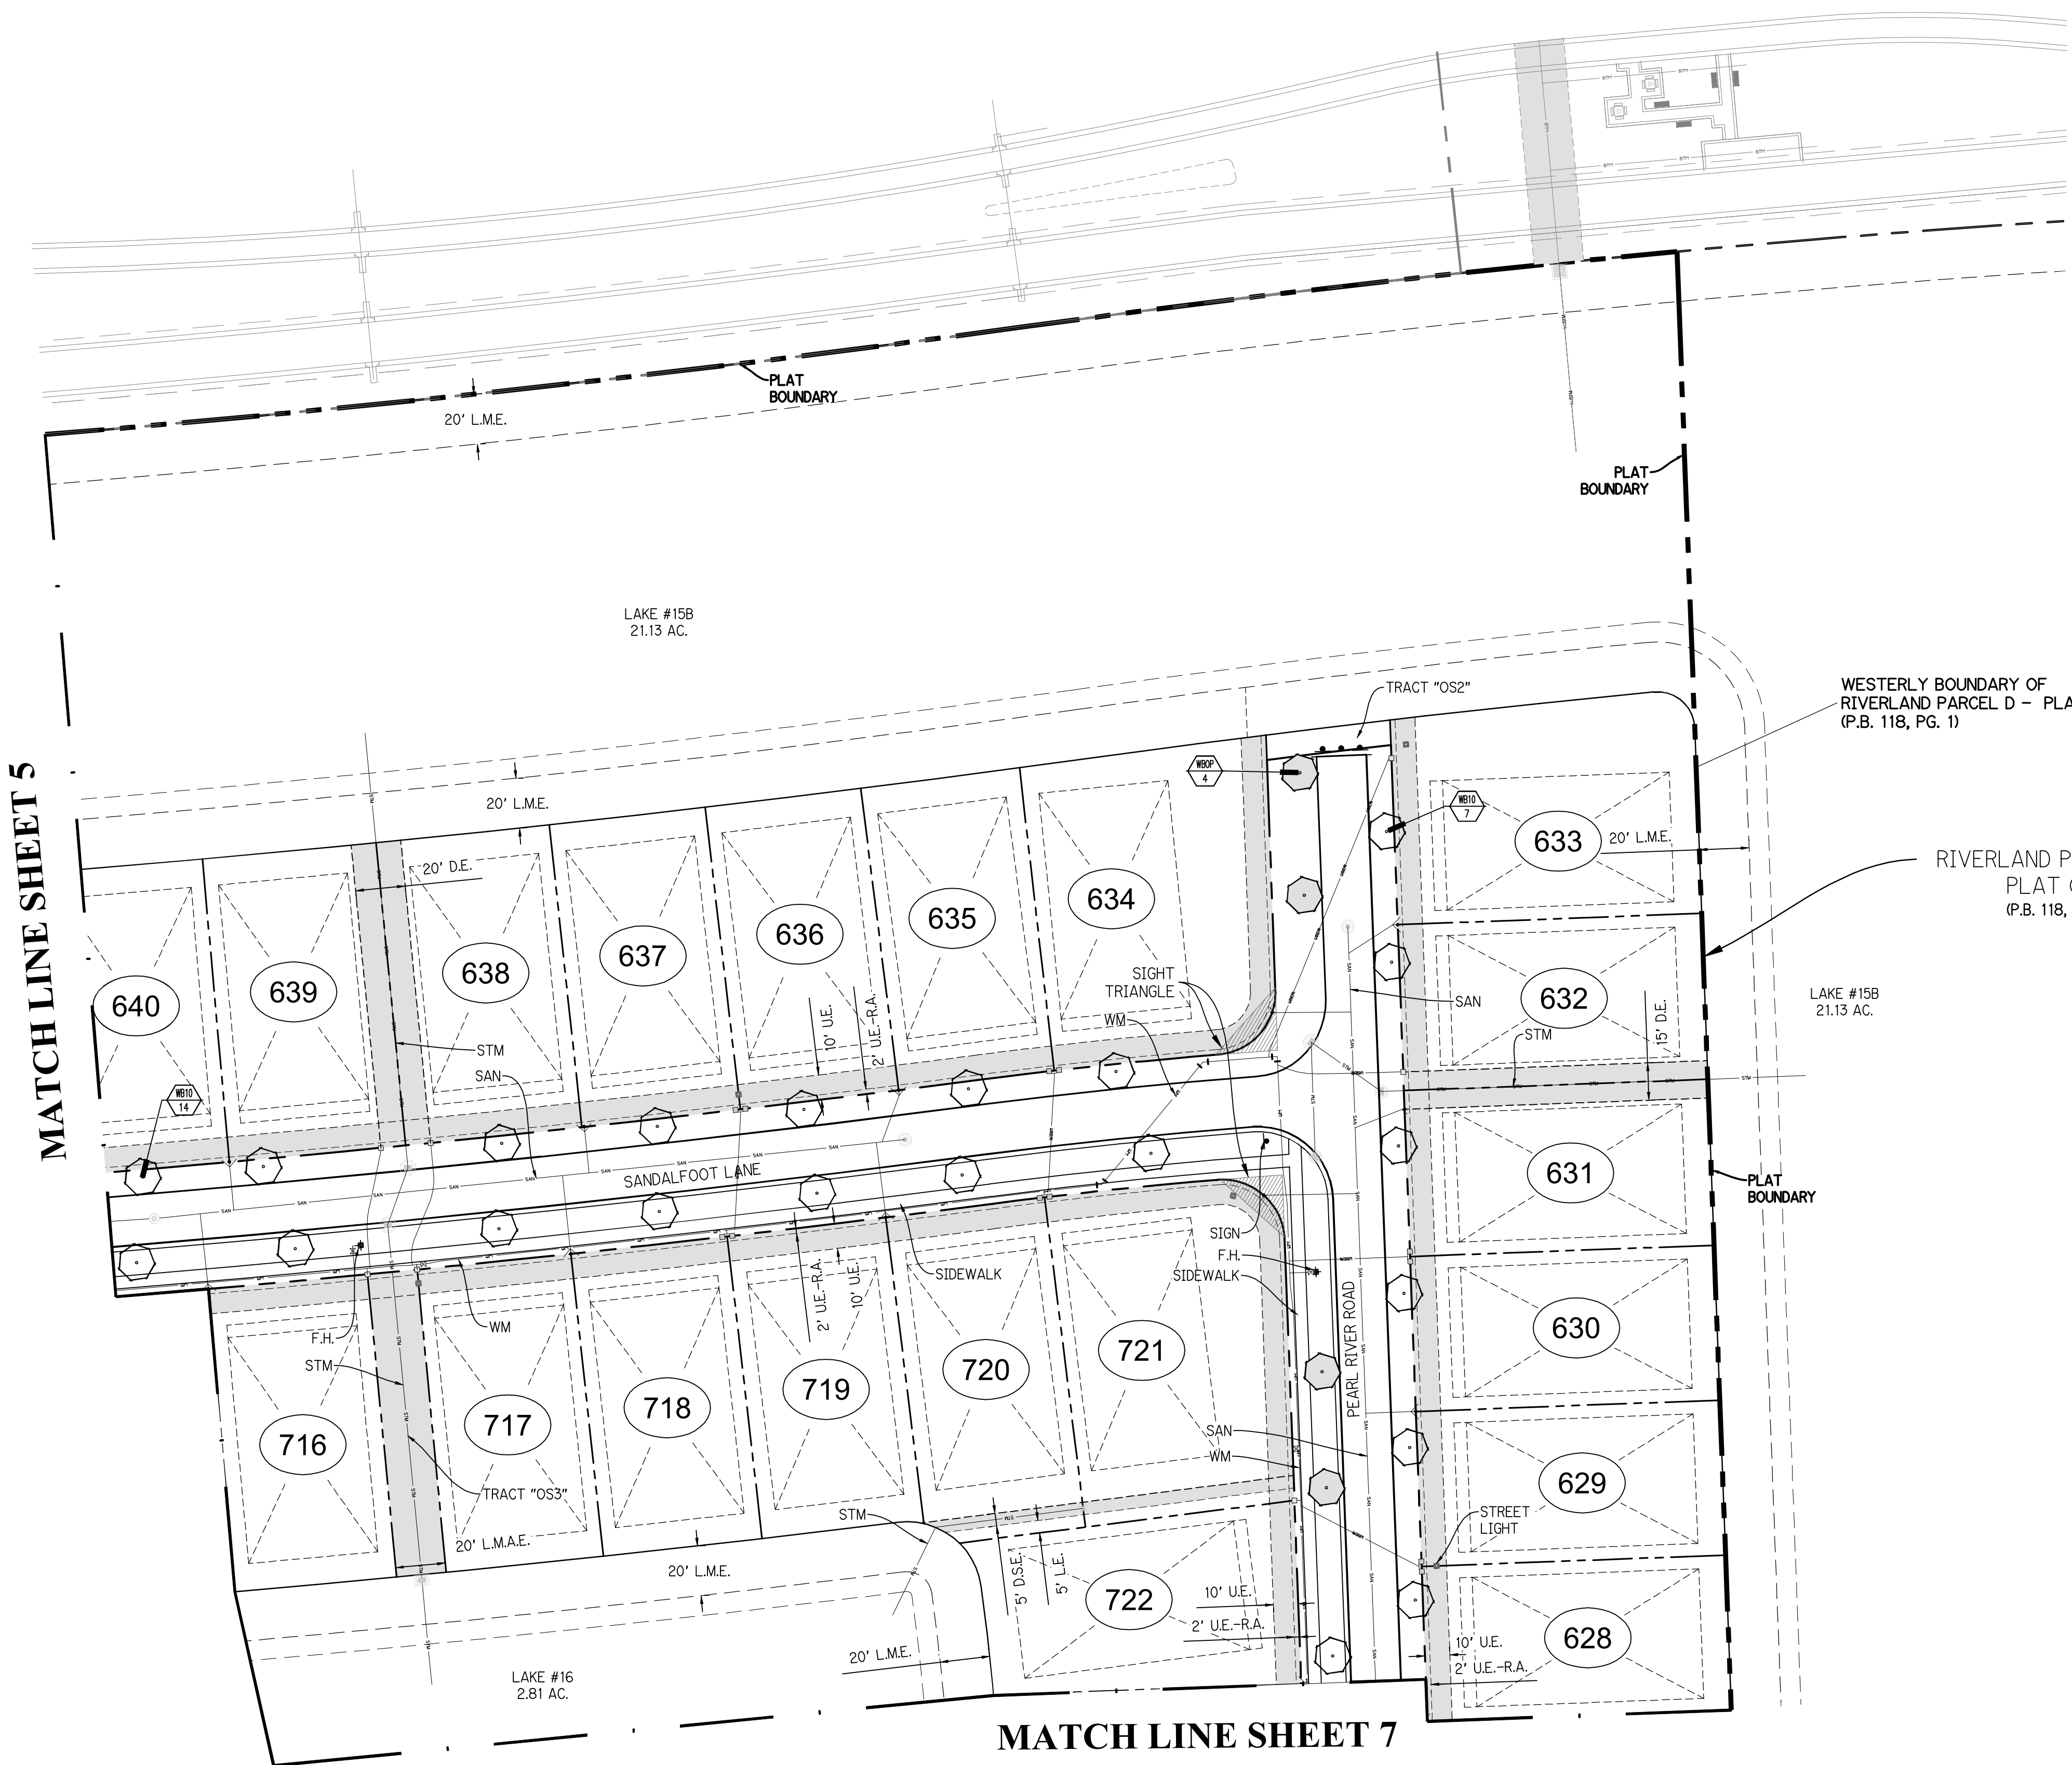 PLAT
BOUNDARY
20' L.M.E.
PLAT
BOUNDARY
LAKE #15B
21.13 AC.
WESTERLY BOUNDARY OF
RIVERLAND PARCEL D - PLA
(P.B. 118, PG. 1)
TRACT "OS2"
MATCH LINE SHEET 5
20' L.M.E.
WBOP
4
WB10
7
633
20' L.M.E.
RIVERLAND P
PLAT
(P.B. 118,
20' D.E.
634
635
636
637
638
639
640
632
SIGHT
TRIANGLE
SAN
LAKE #15B
21.13 AC.
15' D.E.
STM
WM
10' U.E.
2' U.E.-R.A.
STM
SAN
WB10
14
SANDALFOOT LANE
631
PLAT
BOUNDARY
SIGN
F.H.
SIDEWALK
SIDEWALK
2' U.E.-R.A.
10' U.E.
WM
F.H.
STM
630
PEARL RIVER ROAD
721
720
719
718
717
716
SAN
WM
629
TRACT "OS3"
STM
STREET
LIGHT
20' L.M.A.E.
20' L.M.E.
5' D.S.E.
5' L.E.
722
10' U.E.
2' U.E.-R.A.
628
10' U.E.
2' U.E.-R.A.
20' L.M.E.
LAKE #16
2.81 AC.
MATCH LINE SHEET 7